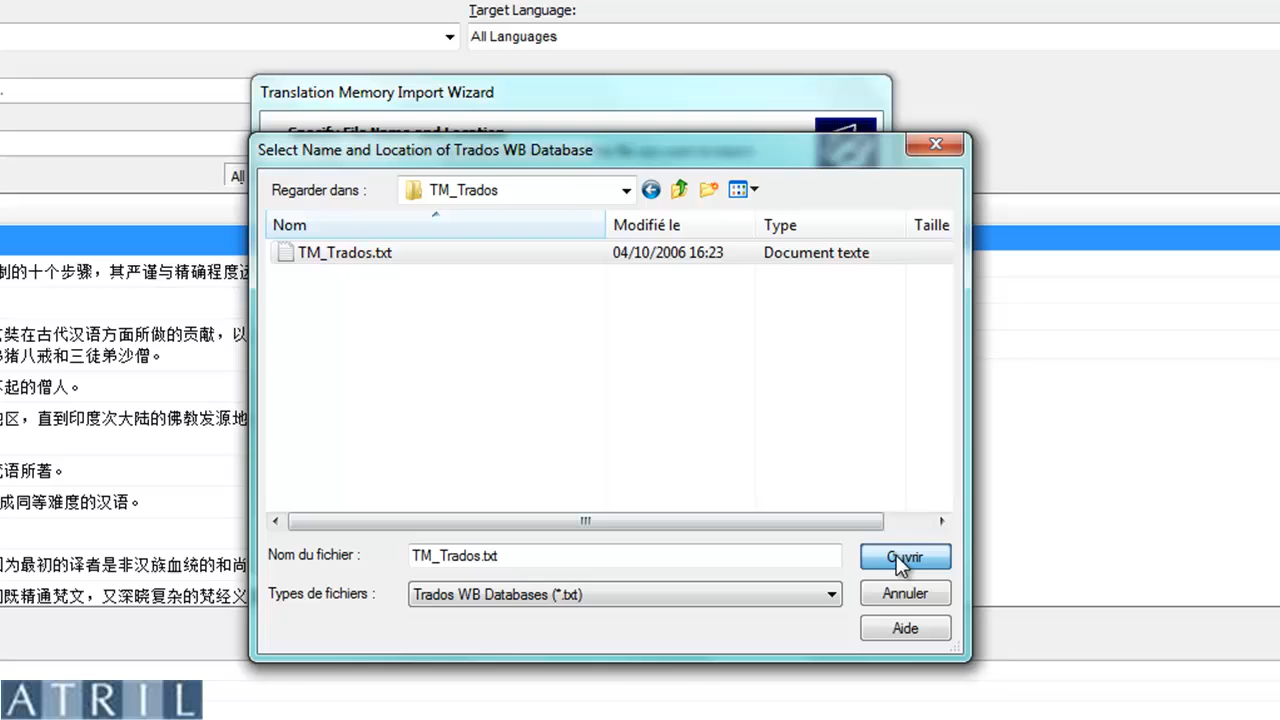 Target Language:
All Languages
Translation Memory Import Wizard
Specify File Name and Location
Select Name and Location of Trados WB Database
All
Regarder dans :
TM_Trados
Nom
Modifié le
Type
Taille
TM_Trados.txt
04/10/2006 16:23
Document texte
制的十个步骤，其严谨与精确程度
奘在古代汉语方面所做的贡献，以
猪八戒和三徒弟沙僧。
起的僧人。
区，直到印度次大陆的佛教发源地
语所著。
成同等难度的汉语。
因为最初的译者是非汉族血统的和尚
既精通梵文，又深晓复杂的梵经义
Nom du fichier :
TM_Trados.txt
Ouvrir
Types de fichiers :
Trados WB Databases (*.txt)
Annuler
Aide
ATRIL